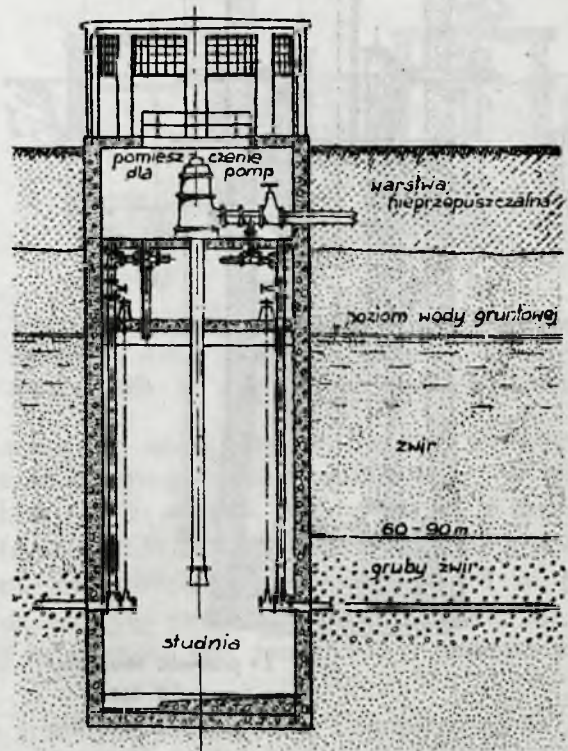 pomiesz czenie
dla pomp
warstwa
nieprzepuszczalna
poziom wody gruntowej
żwir
60-90m
gruby żwir
studnia